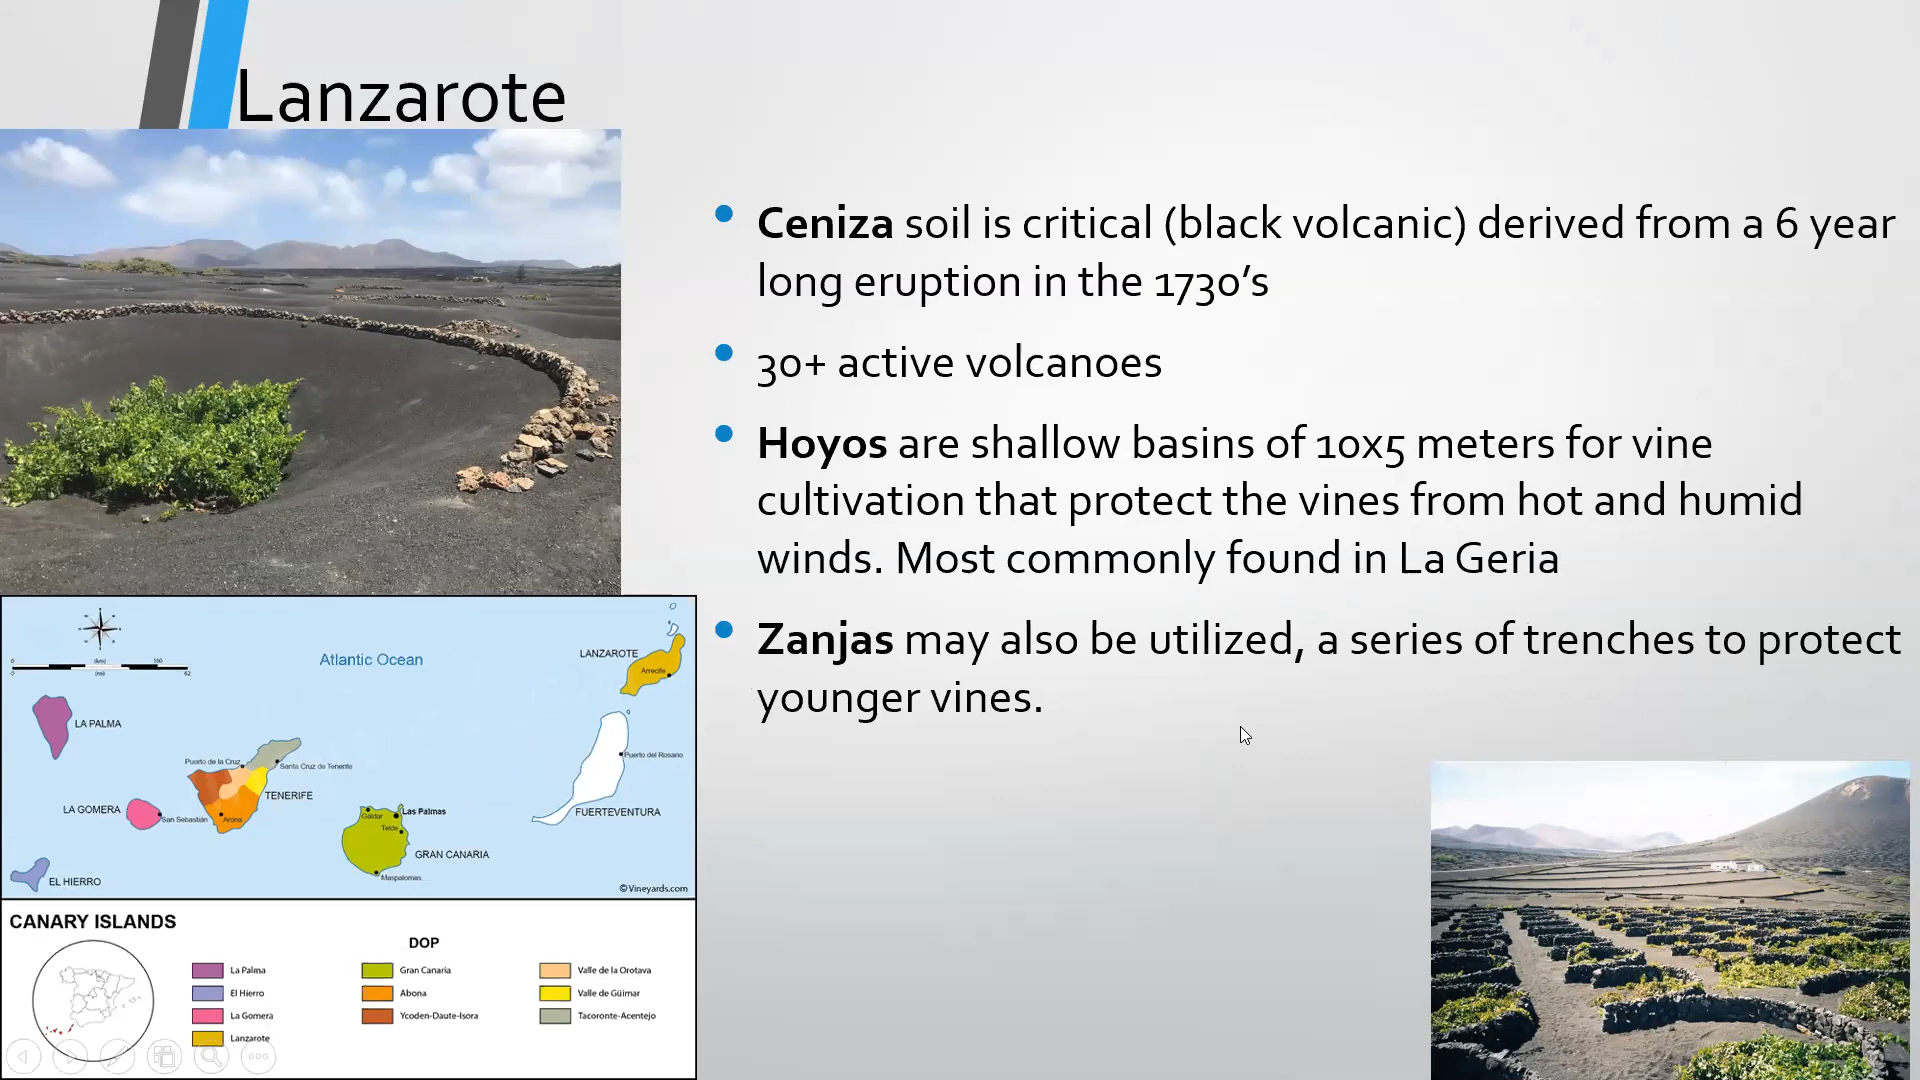 Lanzarote
Ceniza soil is critical (black volcanic) derived from a 6 year
long eruption in the 1730’s
30+ active volcanoes
Hoyos are shallow basins of 10x5 meters for vine
cultivation that protect the vines from hot and humid
winds. Most commonly found in La Geria
Zanjas may also be utilized, a series of trenches to protect
younger vines.
Atlantic Ocean
0 (km) 100
0 (mi) 62
LANZAROTE
Arrecife
LA PALMA
Puerto de la Cruz
Santa Cruz de Tenerife
Puerto del Rosario
TENERIFE
LA GOMERA
San Sebastián
Arona
Las Palmas
Gáldar
Telde
FUERTEVENTURA
GRAN CANARIA
Maspalomas
EL HIERRO
©Vineyards.com
CANARY ISLANDS
DOP
La Palma
El Hierro
La Gomera
Lanzarote
Gran Canaria
Abona
Ycoden-Daute-Isora
Valle de la Orotava
Valle de Güimar
Tacoronte-Acentejo